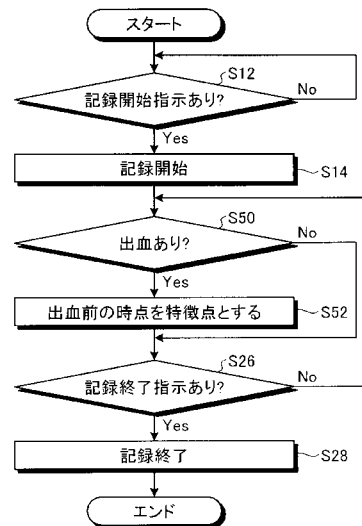 スタート
S12
記録開始指示あり?
No
Yes
記録開始
S14
S50
出血あり?
No
Yes
出血前の時点を特徴点とする
S52
S26
記録終了指示あり?
No
Yes
記録終了
S28
エンド